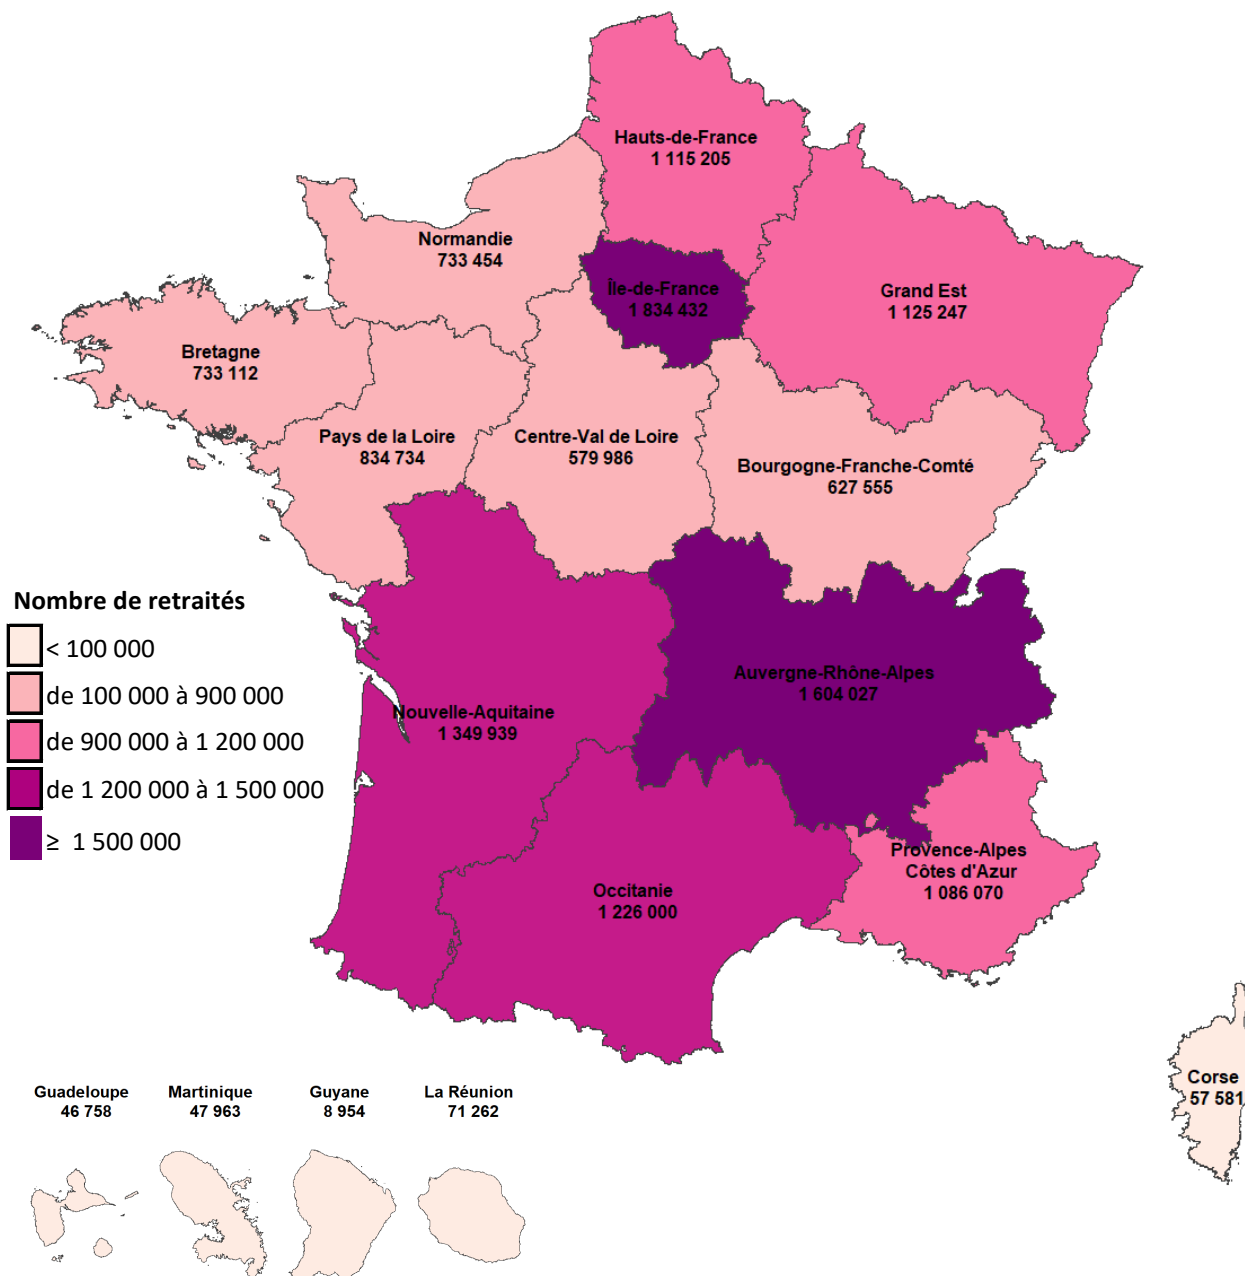 Hauts-de-France
1 115 205
Normandie
733 454
Île-de-France
1 834 432
Grand Est
1 125 247
Bretagne
733 112
Pays de la Loire
834 734
Centre-Val de Loire
579 986
Bourgogne-Franche-Comté
627 555
Nombre de retraités
< 100 000
de 100 000 à 900 000
de 900 000 à 1 200 000
de 1 200 000 à 1 500 000
≥ 1 500 000
Auvergne-Rhône-Alpes
1 604 027
Nouvelle-Aquitaine
1 349 939
Provence-Alpes
Côtes d'Azur
1 086 070
Occitanie
1 226 000
Corse
57 581
Guadeloupe
46 758
Martinique
47 963
Guyane
8 954
La Réunion
71 262